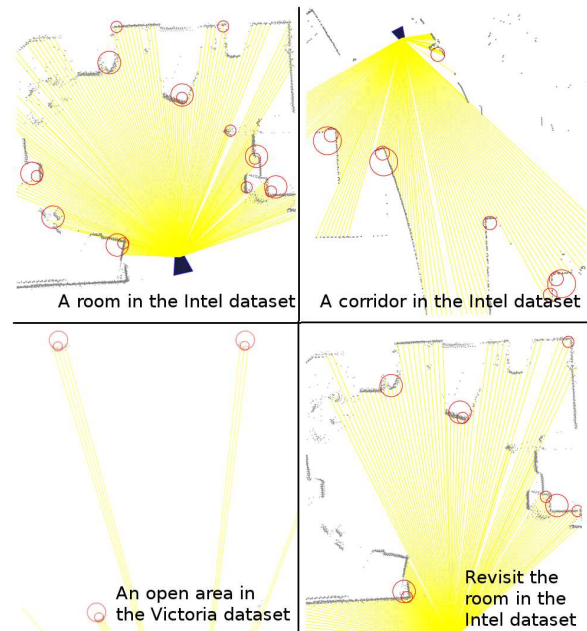 A room in the Intel dataset
A corridor in the Intel dataset
An open area in
the Victoria dataset
Revisit the
room in the
Intel dataset